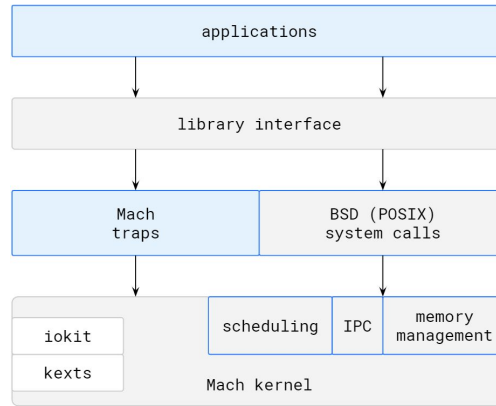 applications
library interface
Mach
traps
BSD (POSIX)
system calls
scheduling
IPC
memory
management
iokit
kexts
Mach kernel